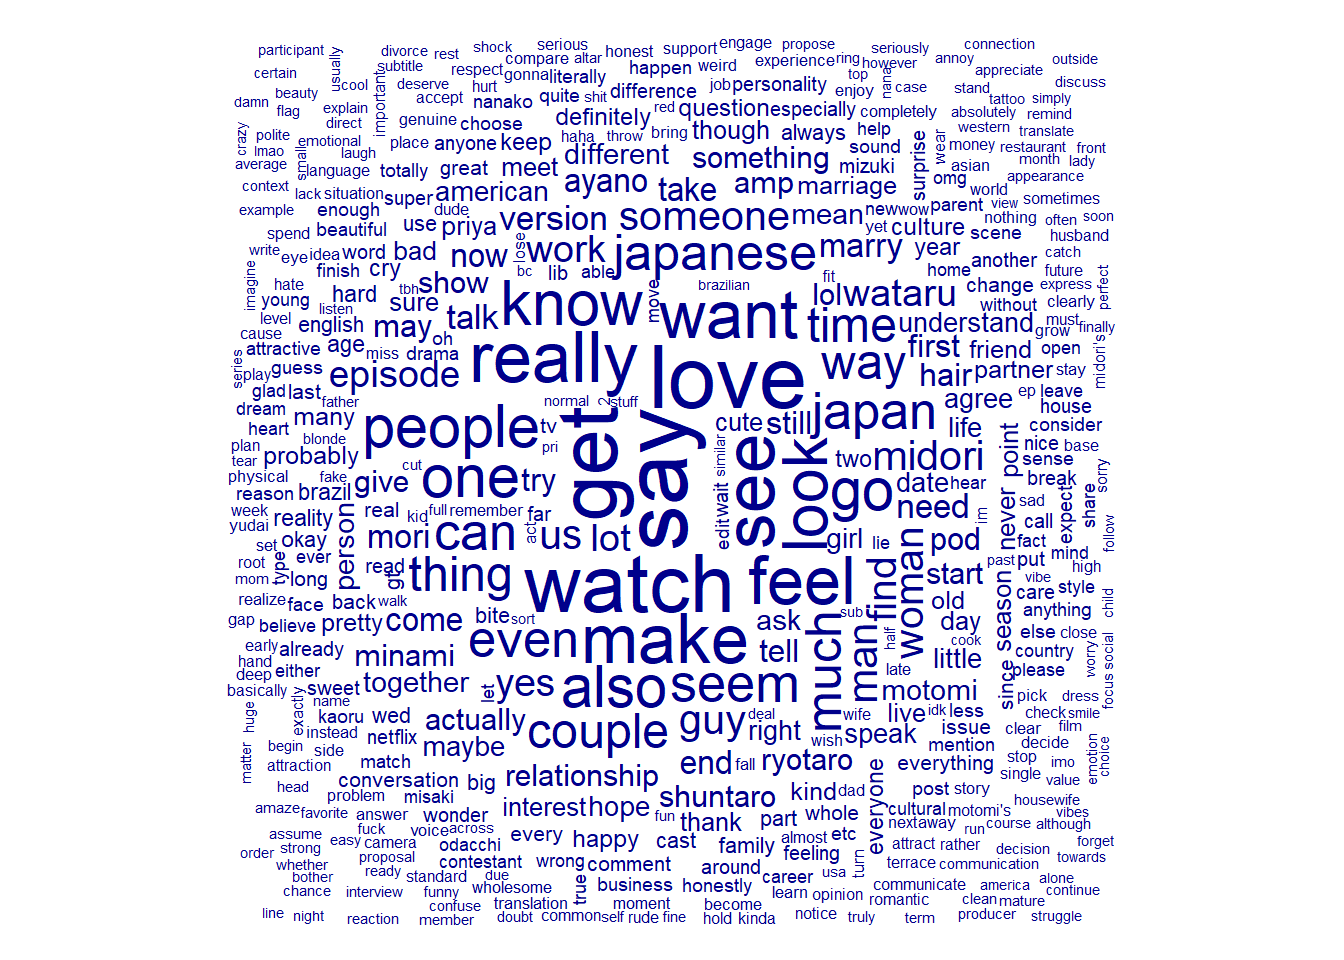 participant divorce rest shock serious honest support engage propose seriously connection
certain usually subtitle respect compare altar happen weird experience ring however annoy outside
beauty cool important deserve hurt gonna literally difference job personality top enjoy nana case appreciate discuss
damn flag explain accept nanako quite shit red question especially completely stand tattoo simply
crazy polite direct genuine choose definitely bring though always help absolutely remind
lmao emotional place anyone keep haha throw different something sound wear western translate
average small laugh language totally great meet mizuki surprise money restaurant month front lady
context lack situation super american ayano take amp marriage omg asian world appearance
example enough dude version someone mean new wow parent view sometimes
spend beautiful use priya yet culture nothing often soon husband
write eye idea word bad now lose work japanese marry year scene another catch
imagine hate finish cry tbh show bc lib able move brazilian fit home change future express perfect
young listen hard sure know want lol wataru without clearly
level english may talk time understand grow must finally
cause attractive age miss drama oh really love way first friend open midori's
series play guess episode hair partner stay
glad last father normal 2 stuff japan agree ep leave
dream many people get say tv cute still house consider
heart blonde pri see look life nice base
plan probably two midori point sense
tear physical fake cut one try similar date hear never break sorry
reason brazil give go need sad
week kid full remember far edit wait im call expect share
yudai reality real person mori can act us lot girl lie pod fact follow
set okay put mind
root ever type read gt thing watch feel find woman start past vibe high
mom long season care style
realize face back walk come bite sort even make much sub man half old anything child
gap believe pretty ask day else close
early already minami tell cook little since country worry social
hand deep either together yes also seem late please focus
basically sweet let motomi pick dress
huge exactly name kaoru wed actually couple guy deal wife live idk less check smile
instead netflix maybe right wish speak issue clear film
matter begin side match end fall ryotaro mention decide emotion choice
attraction conversation big relationship everything stop imo
head problem misaki interest hope shuntaro kind dad everyone post story single value
amaze favorite answer wonder fun thank part whole cultural motomi's housewife vibes
assume fuck voice across every happy cast almost etc next away run course although
order strong easy camera odacchi family feeling attract rather decision forget
whether proposal contestant wrong comment around turn terrace communication towards
bother ready standard due true business honestly career usa communicate america alone
chance interview funny wholesome translation moment become learn opinion romantic clean mature continue
line night reaction confuse member doubt common self rude fine hold kinda notice truly term producer struggle